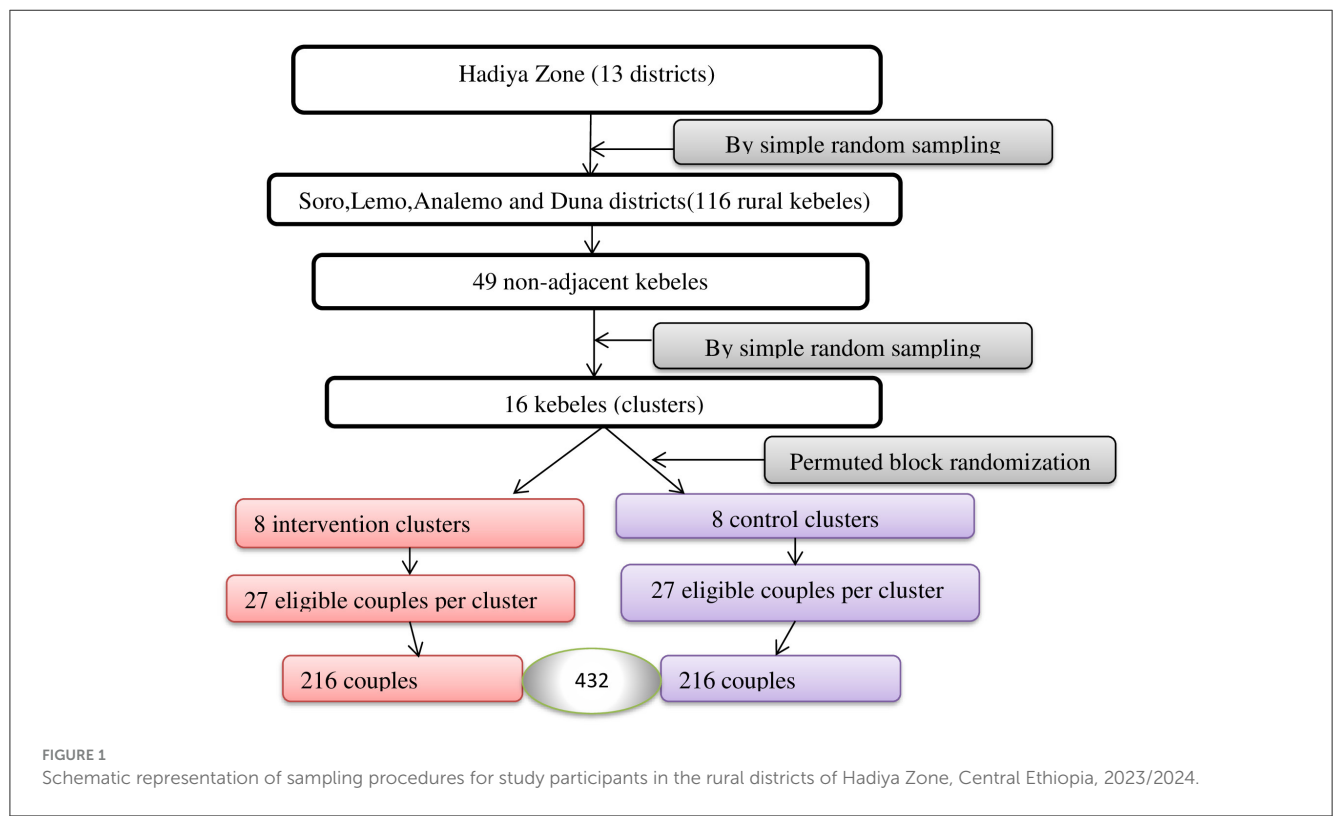 Hadiya Zone (13 districts)
By simple random sampling
Soro,Lemo,Analemo and Duna districts(116 rural kebeles)
49 non-adjacent kebeles
By simple random sampling
16 kebeles (clusters)
Permuted block randomization
8 intervention clusters
8 control clusters
27 eligible couples per cluster
27 eligible couples per cluster
216 couples
432
216 couples
FIGURE 1
Schematic representation of sampling procedures for study participants in the rural districts of Hadiya Zone, Central Ethiopia, 2023/2024.